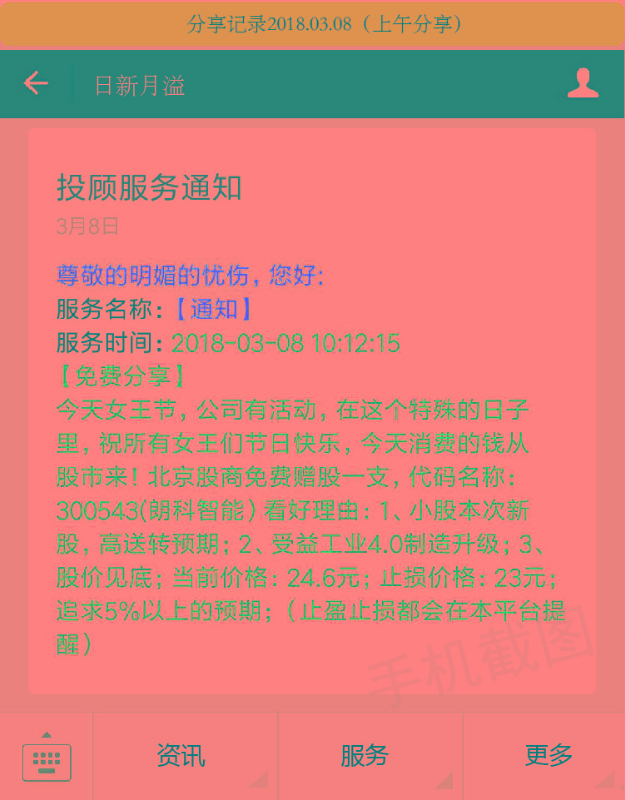 分享记录2018.03.08（上午分享）
日新月溢
投顾服务通知
3月8日
尊敬的明媚的忧伤，您好:
服务名称：【通知】
服务时间: 2018-03-08 10:12:15
【免费分享】
今天女王节，公司有活动，在这个特殊的日子
里，祝所有女王们节日快乐，今天消费的钱从
股市来！北京股商免费赠股一支，代码名称：
300543(朗科智能）看好理由：1、小股本次新
股，高送转预期；2、受益工业4.0制造升级；3、
股价见底；当前价格：24.6元；止损价格：23元；
追求5%以上的预期；（止盈止损都会在本平台提
醒）
手机截图
资讯
服务
更多